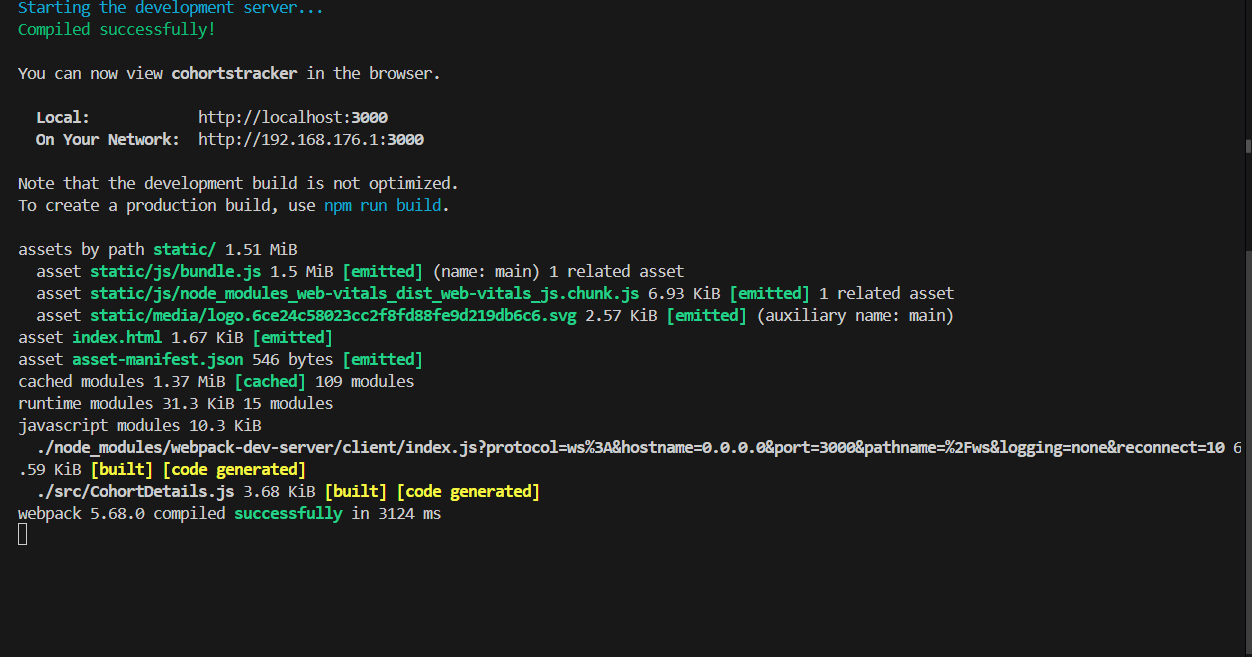 Starting the development server...
Compiled successfully!
You can now view cohortstracker in the browser.
Local: http://localhost:3000
On Your Network: http://192.168.176.1:3000
Note that the development build is not optimized.
To create a production build, use npm run build.
assets by path static/ 1.51 MiB
asset static/js/bundle.js 1.5 MiB [emitted] (name: main) 1 related asset
asset static/js/node_modules_web-vitals_dist_web-vitals_js.chunk.js 6.93 KiB [emitted] 1 related asset
asset static/media/logo.6ce24c58023cc2f8fd88fe9d219db6c6.svg 2.57 KiB [emitted] (auxiliary name: main)
asset index.html 1.67 KiB [emitted]
asset asset-manifest.json 546 bytes [emitted]
cached modules 1.37 MiB [cached] 109 modules
runtime modules 31.3 KiB 15 modules
javascript modules 10.3 KiB
./node_modules/webpack-dev-server/client/index.js?protocol=ws%3A&hostname=0.0.0.0&port=3000&pathname=%2Fws&logging=none&reconnect=10 6
.59 KiB [built] [code generated]
./src/CohortDetails.js 3.68 KiB [built] [code generated]
webpack 5.68.0 compiled successfully in 3124 ms